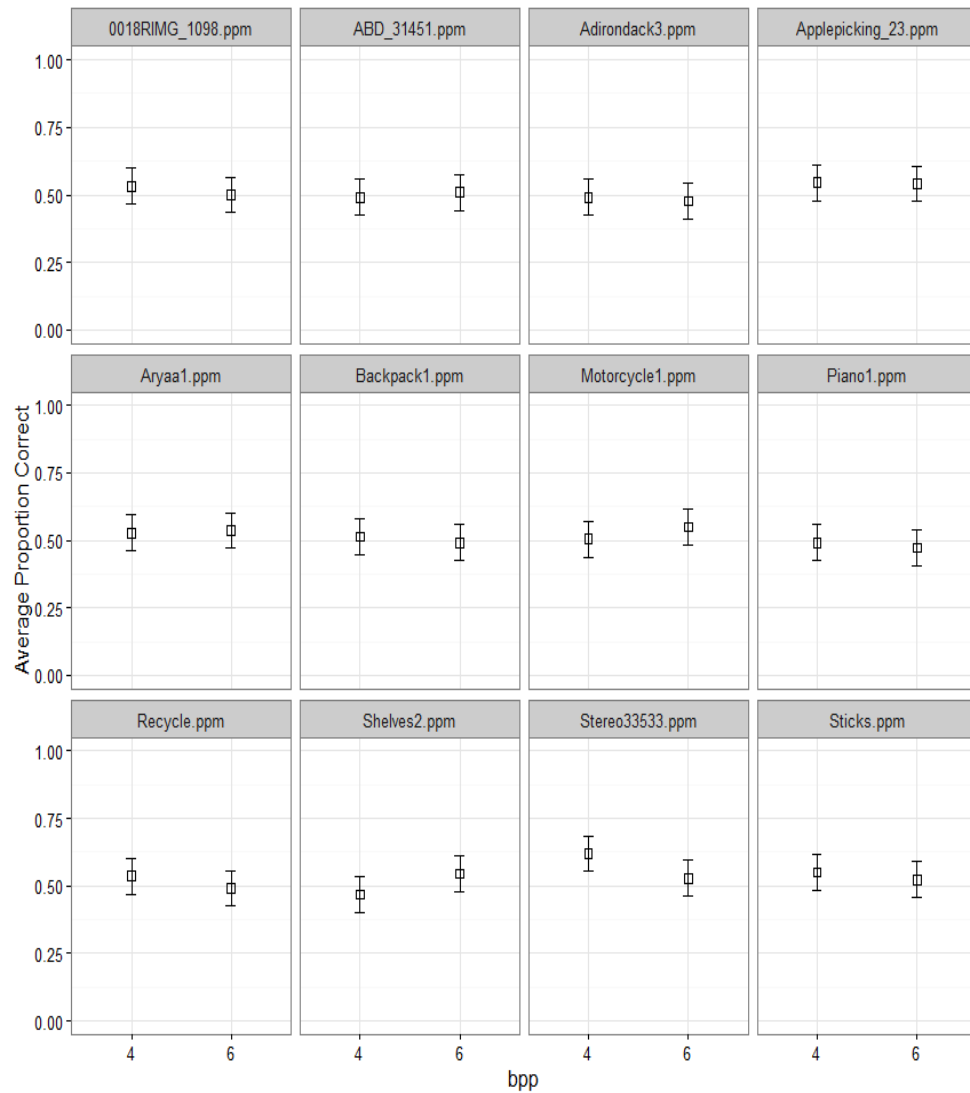 0018RIMG_1098.ppm ABD_31451.ppm Adirondack3.ppm Applepicking_23.ppm
1.00
0.75
0.50
0.25
0.00
Aryaa1.ppm Backpack1.ppm Motorcycle1.ppm Piano1.ppm
1.00
0.75
0.50
0.25
0.00
Average Proportion Correct
Recycle.ppm Shelves2.ppm Stereo33533.ppm Sticks.ppm
1.00
0.75
0.50
0.25
0.00
4 6 4 6 4 6 4 6
bpp